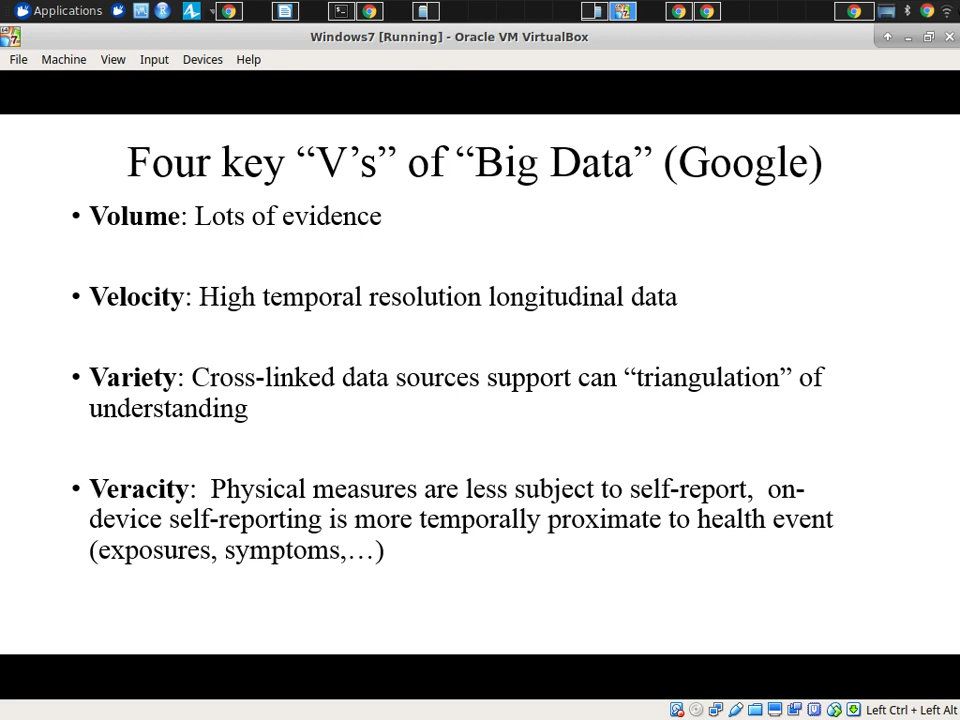 Applications
Windows7 [Running] - Oracle VM VirtualBox
File Machine View Input Devices Help
Four key “V’s” of “Big Data” (Google)
• Volume: Lots of evidence
• Velocity: High temporal resolution longitudinal data
• Variety: Cross-linked data sources support can “triangulation” of
understanding
• Veracity:  Physical measures are less subject to self-report,  on-
device self-reporting is more temporally proximate to health event
(exposures, symptoms,…)
Left Ctrl + Left Alt